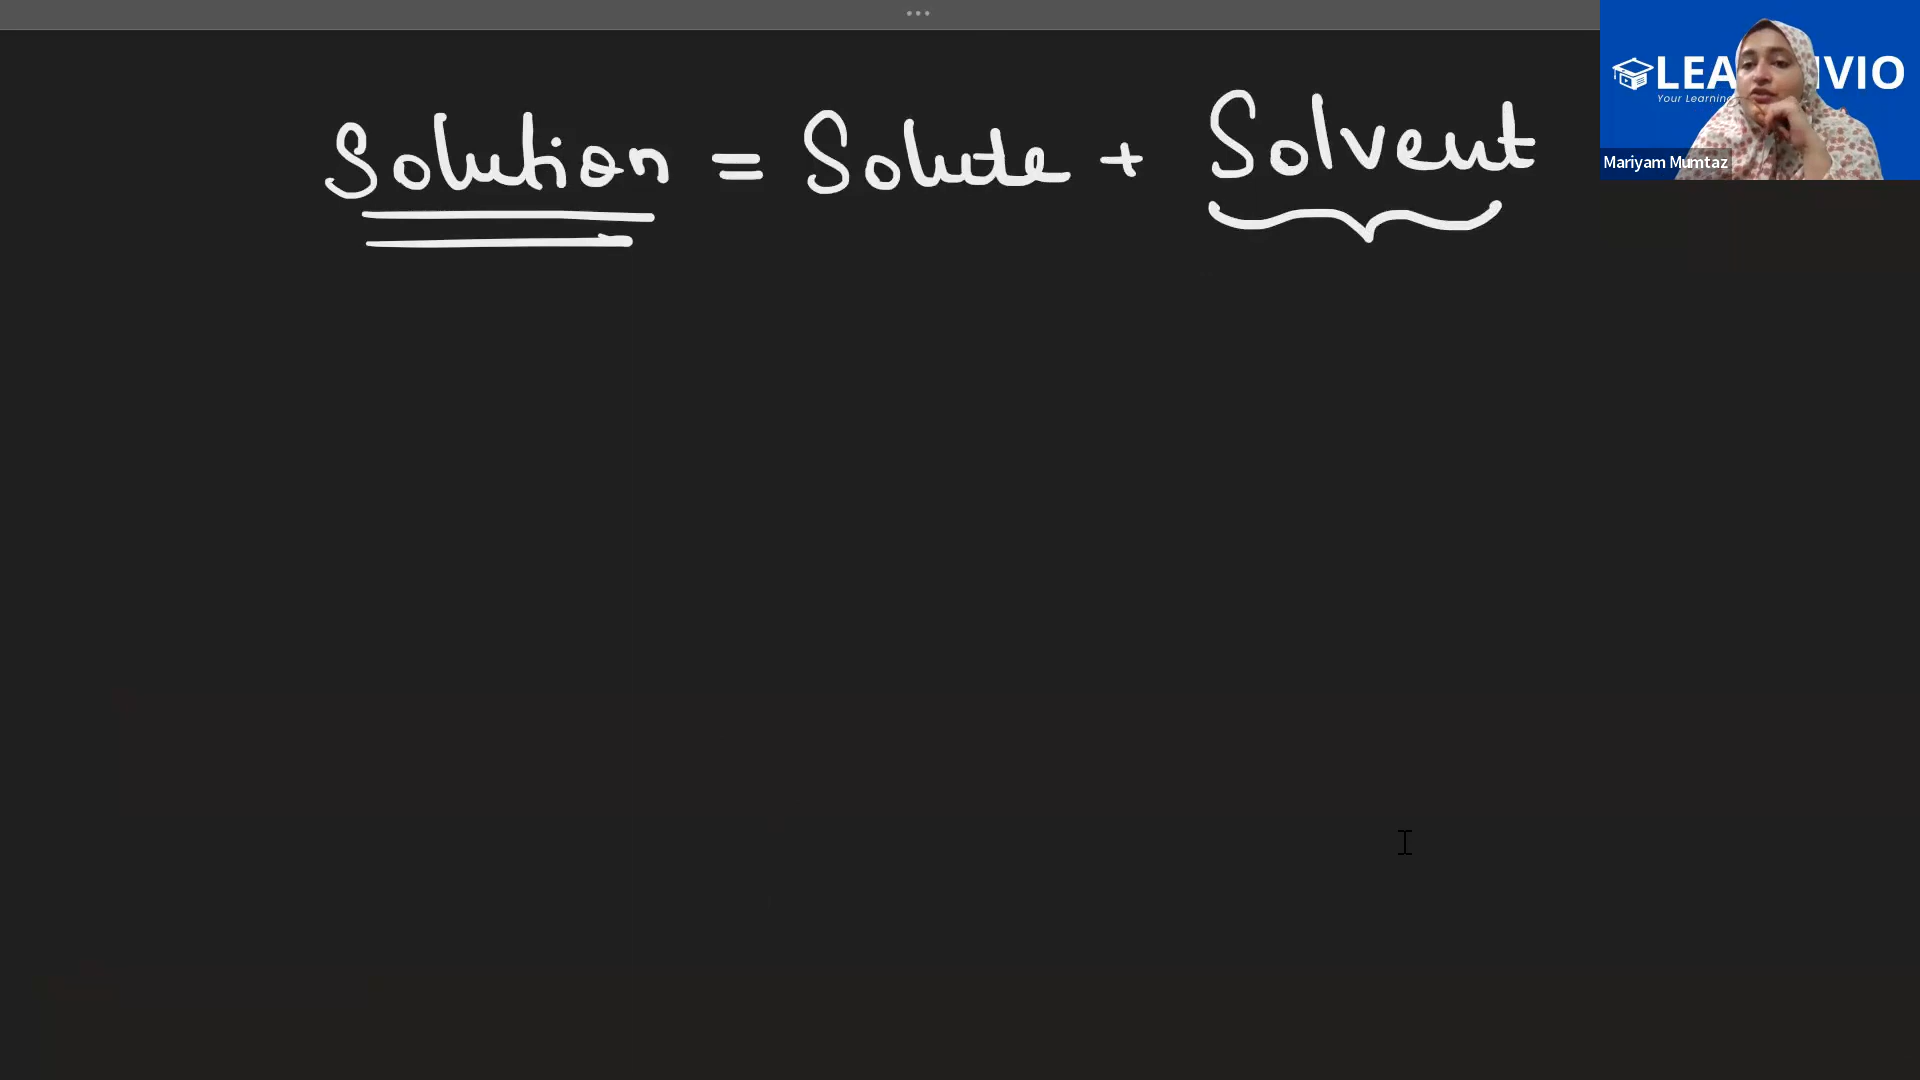 Solution = Solute + Solvent
LEA VIO
Your Learning
Mariyam Mumtaz